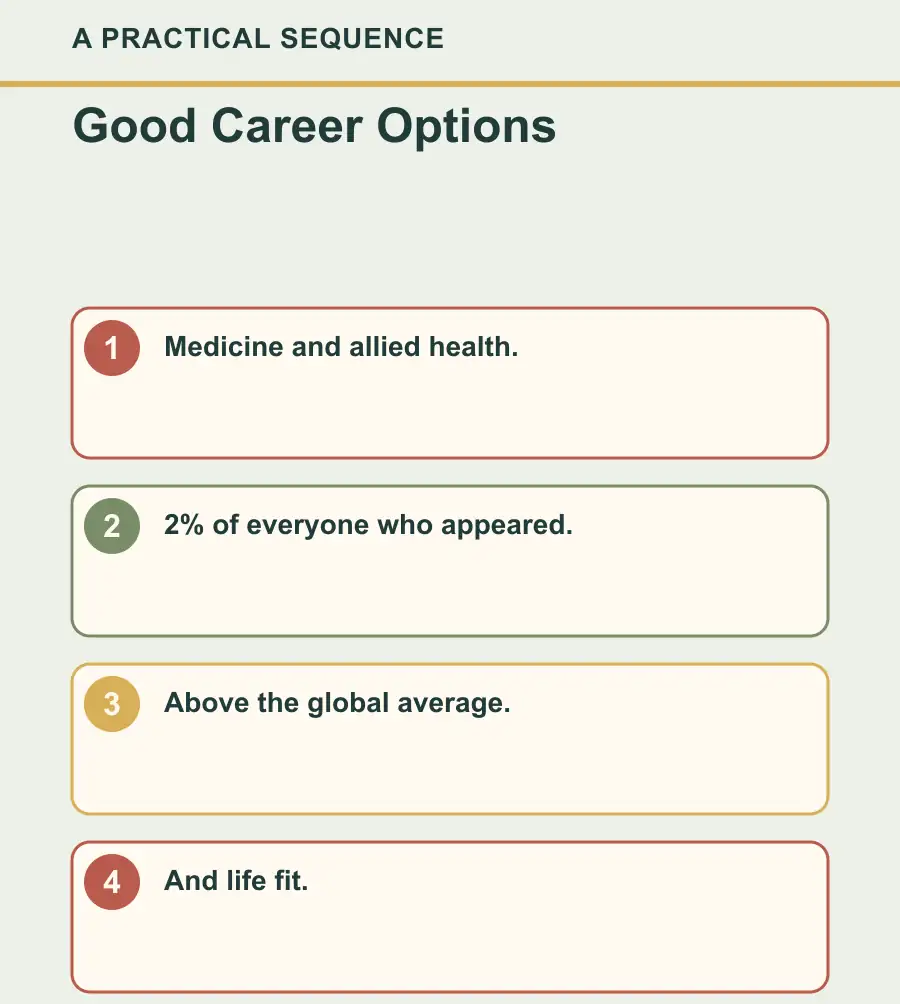 A PRACTICAL SEQUENCE
Good Career Options
1 Medicine and allied health.
2 2% of everyone who appeared.
3 Above the global average.
4 And life fit.